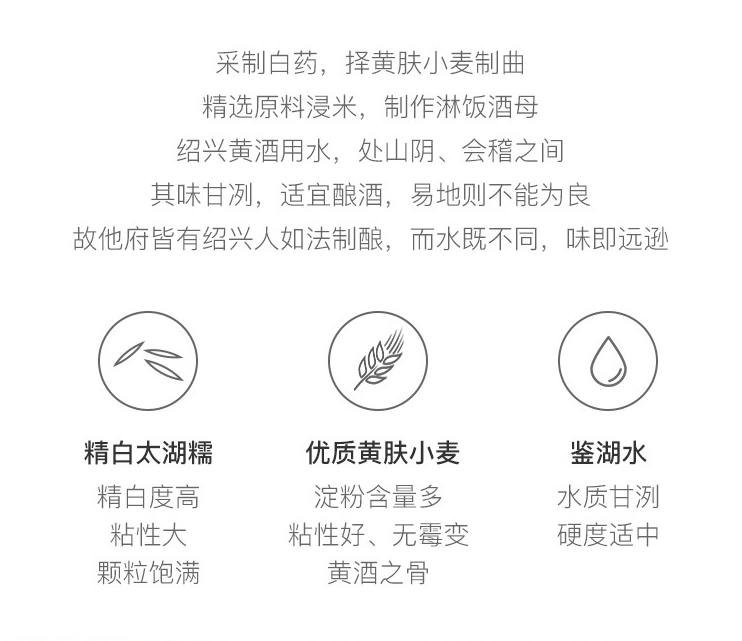 采制白药，择黄肤小麦制曲
精选原料浸米，制作淋饭酒母
绍兴黄酒用水，处山阴、会稽之间
其味甘冽，适宜酿酒，易地则不能为良
故他府皆有绍兴人如法制酿，而水既不同，味即远逊
精白太湖糯
精白度高
粘性大
颗粒饱满
优质黄肤小麦
淀粉含量多
粘性好、无霉变
黄酒之骨
鉴湖水
水质甘洌
硬度适中